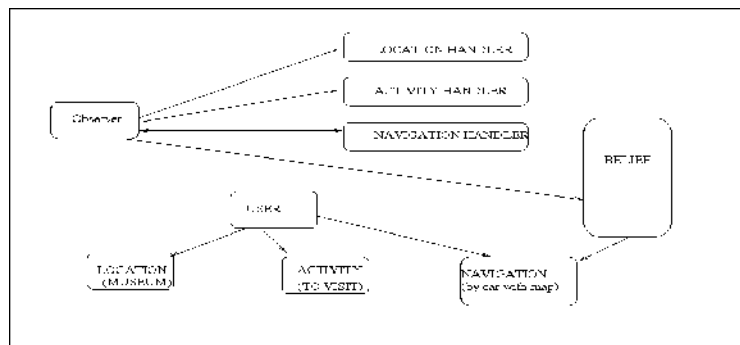 LOCATION HANDLER
ACTIVITY HANDLER
Observer
NAVIGATION HANDLER
BELIEF
USER
LOCATION
(MUSEUM)
ACTIVITY
(TO VISIT)
NAVIGATION
(by car with map)